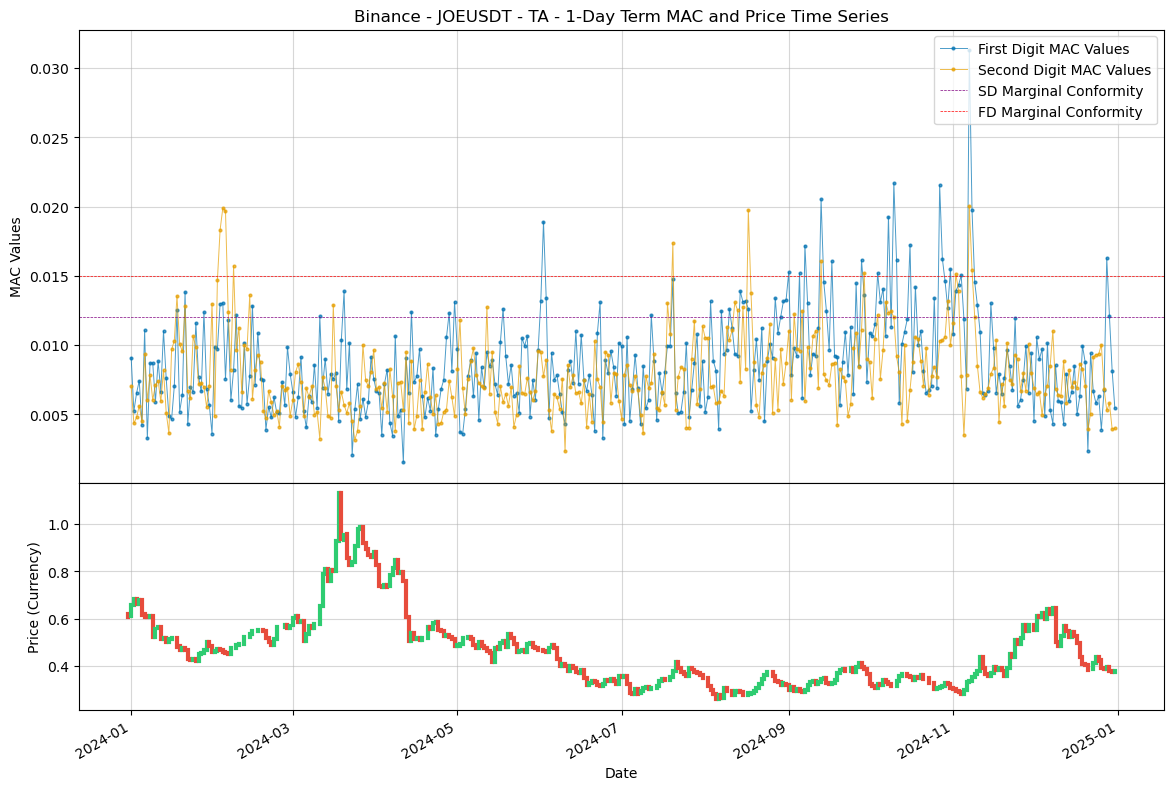 Binance - JOEUSDT - TA - 1-Day Term MAC and Price Time Series
First Digit MAC Values
Second Digit MAC Values
SD Marginal Conformity
FD Marginal Conformity
MAC Values
0.030
0.025
0.020
0.015
0.010
0.005
Price (Currency)
1.0
0.8
0.6
0.4
2024-01
2024-03
2024-05
2024-07
2024-09
2024-11
2025-01
Date